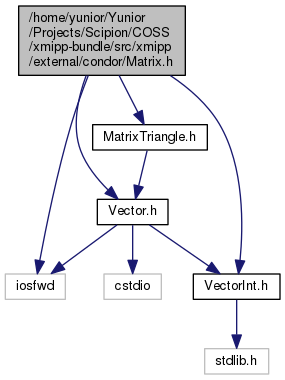 /home/yunior/Yunior
/Projects/Scipion/COSS
/xmipp-bundle/src/xmipp
/external/condor/Matrix.h
MatrixTriangle.h
Vector.h
iosfwd
cstdio
VectorInt.h
stdlib.h